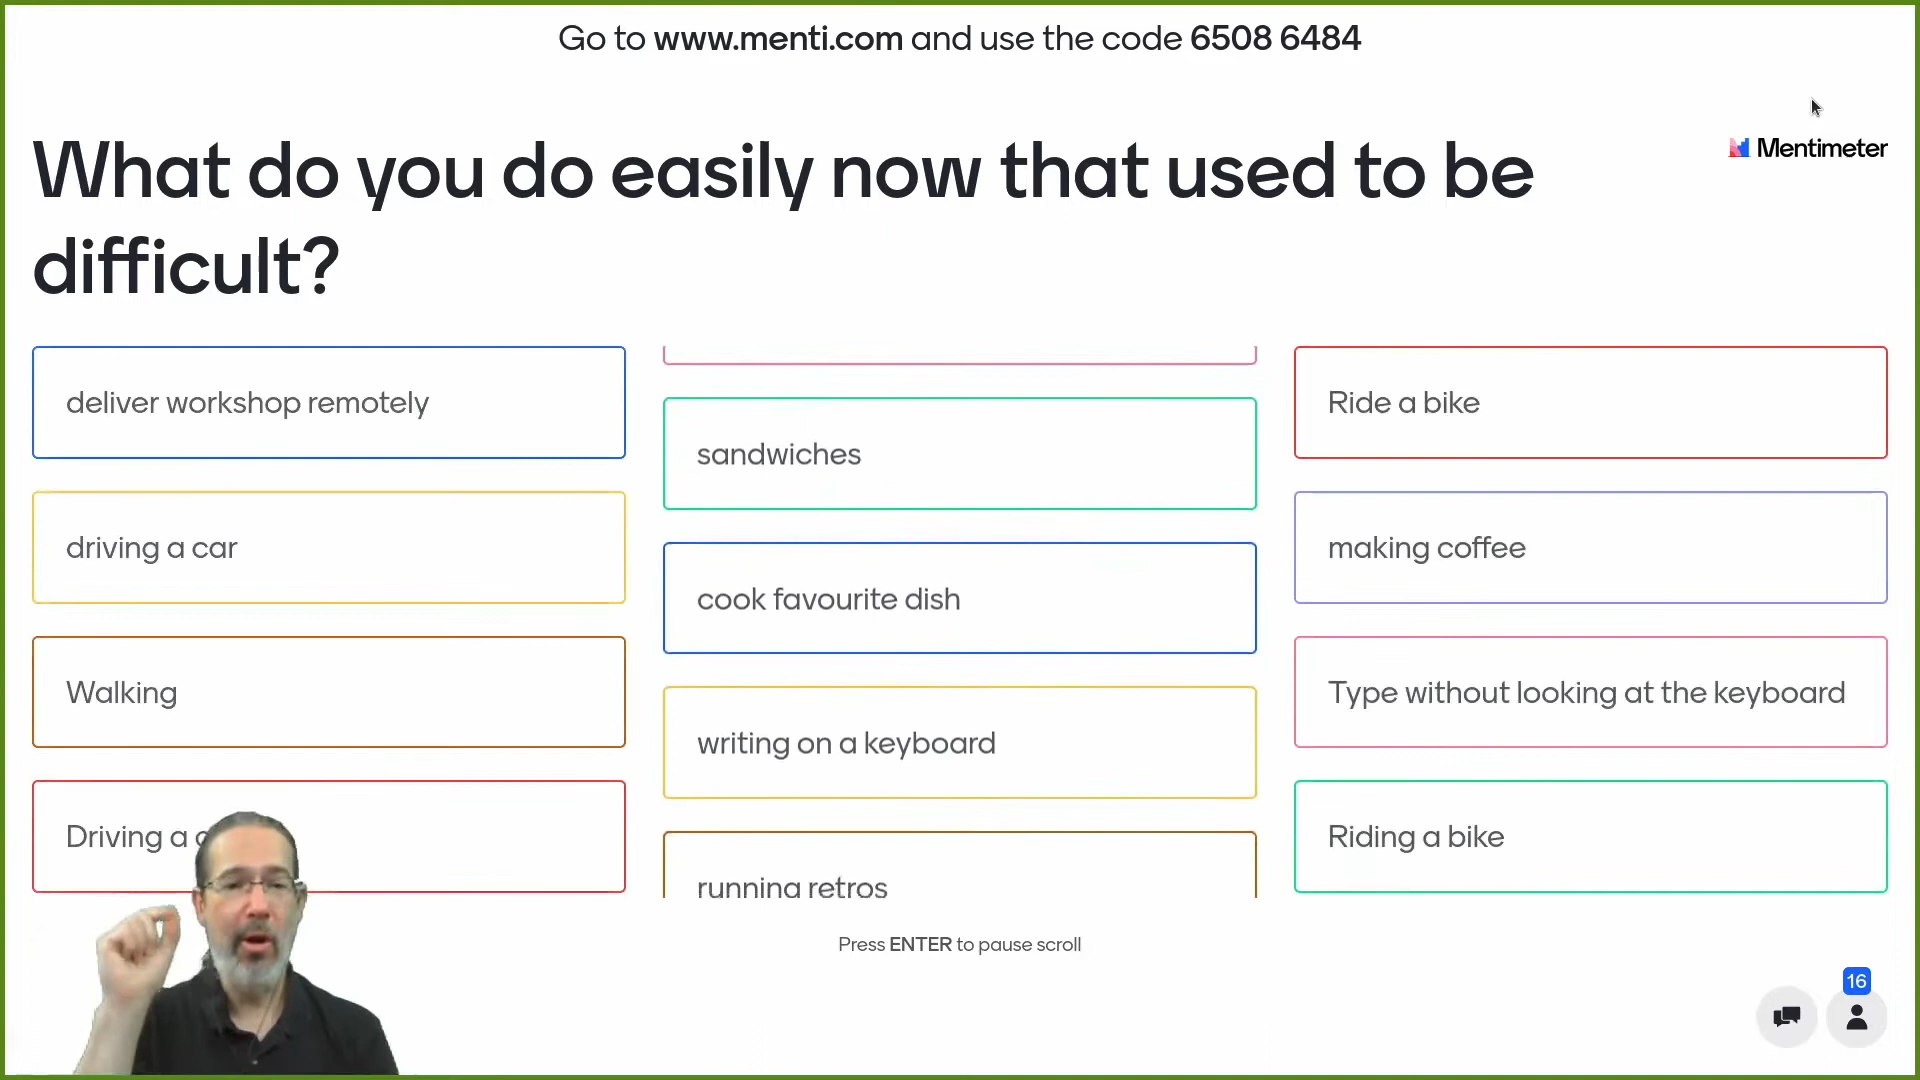 Go to www.menti.com and use the code 6508 6484
Mentimeter
What do you do easily now that used to be
difficult?
deliver workshop remotely
driving a car
Walking
Driving a
sandwiches
cook favourite dish
writing on a keyboard
running retros
Ride a bike
making coffee
Type without looking at the keyboard
Riding a bike
Press ENTER to pause scroll
16